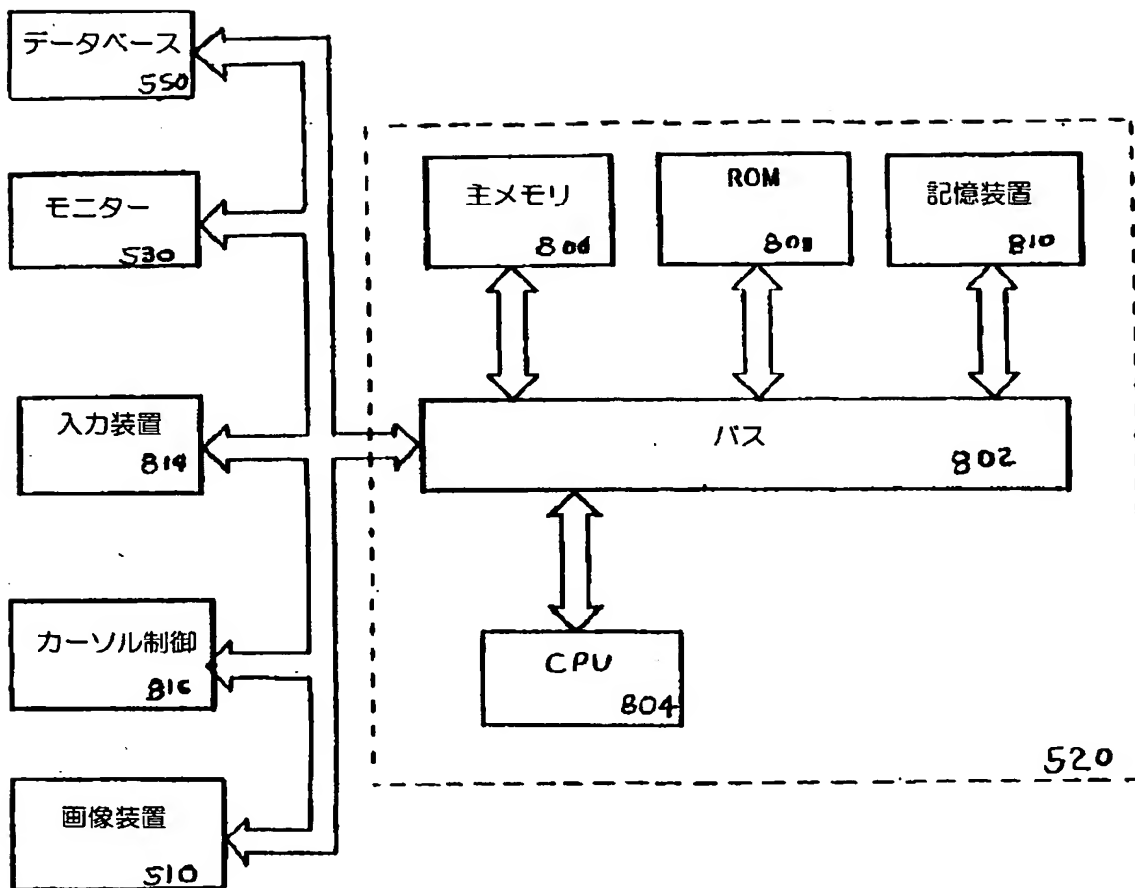 データベース
550
モニター
530
入力装置
814
カーソル制御
816
画像装置
510
主メモリ
806
ROM
808
記憶装置
810
バス
802
CPU
804
520